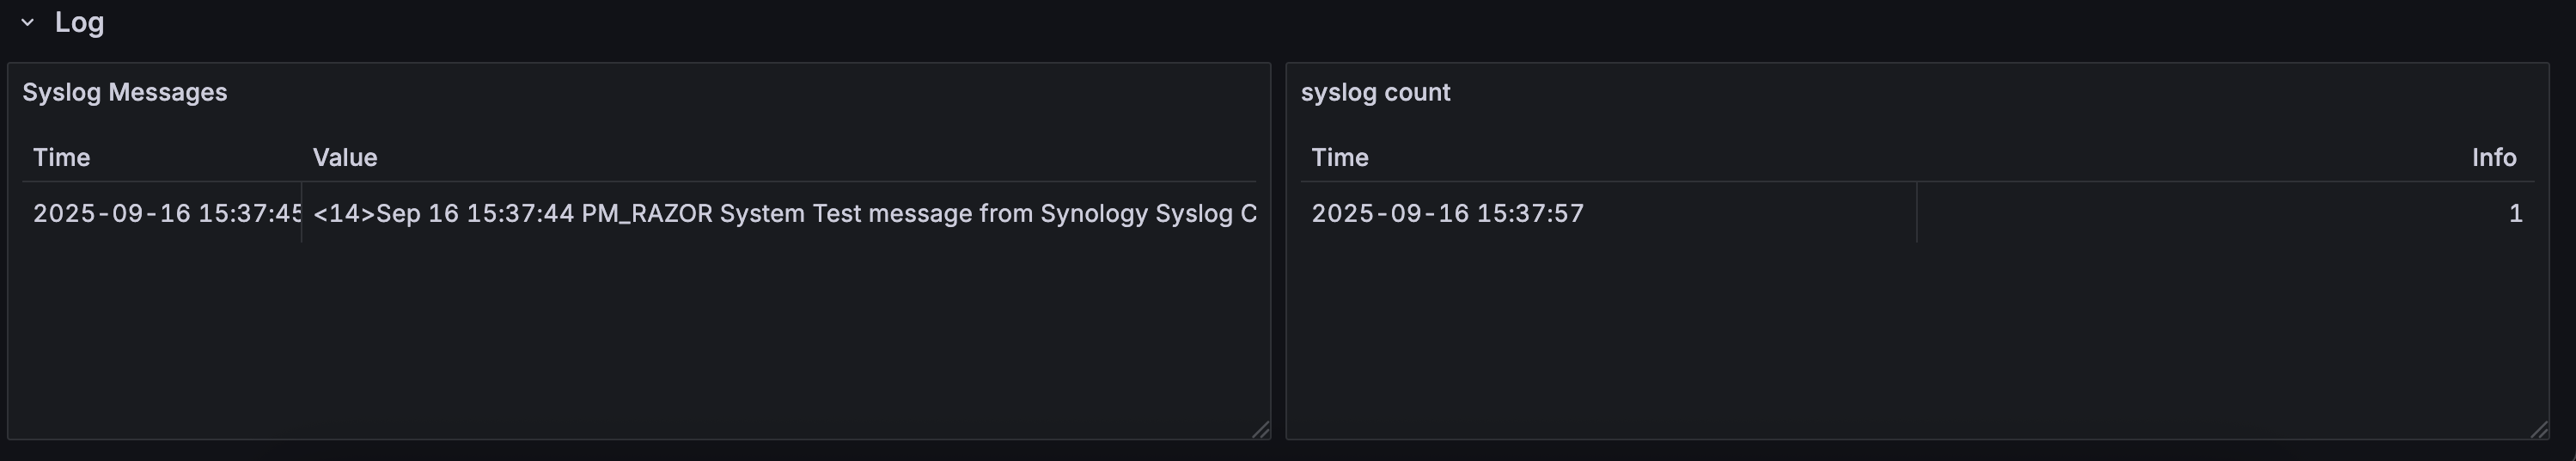 Log
Syslog Messages
Time Value
2025-09-16 15:37:45 <14>Sep 16 15:37:44 PM_RAZOR System Test message from Synology Syslog C
syslog count
Time Info
2025-09-16 15:37:57 1